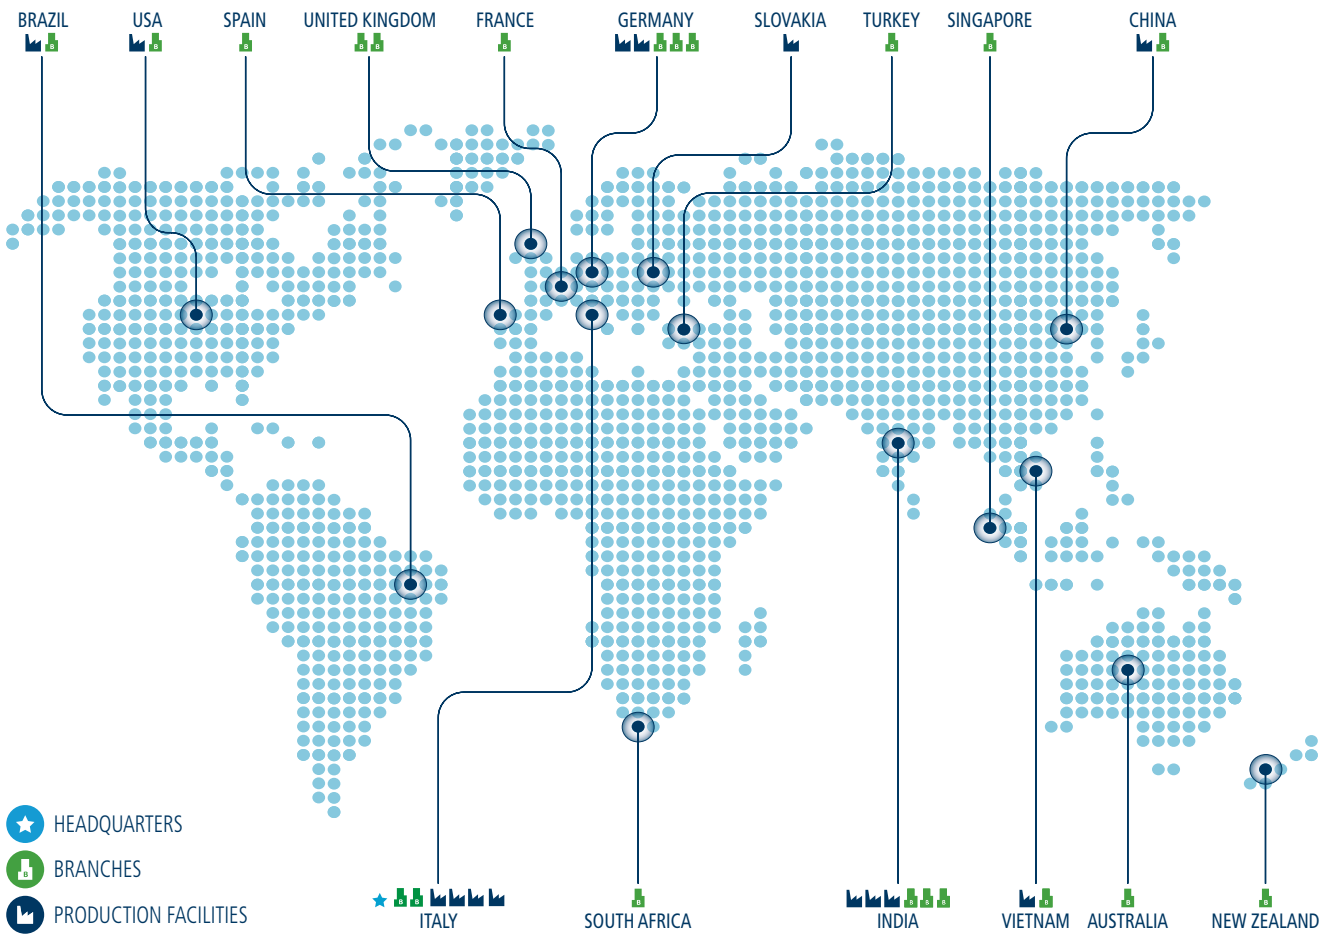 BRAZIL USA SPAIN UNITED KINGDOM FRANCE GERMANY SLOVAKIA TURKEY SINGAPORE CHINA
B B B B B B B B B B B B
HEADQUARTERS
B BRANCHES
PRODUCTION FACILITIES
B B B B B B B B B
ITALY SOUTH AFRICA INDIA VIETNAM AUSTRALIA NEW ZEALAND